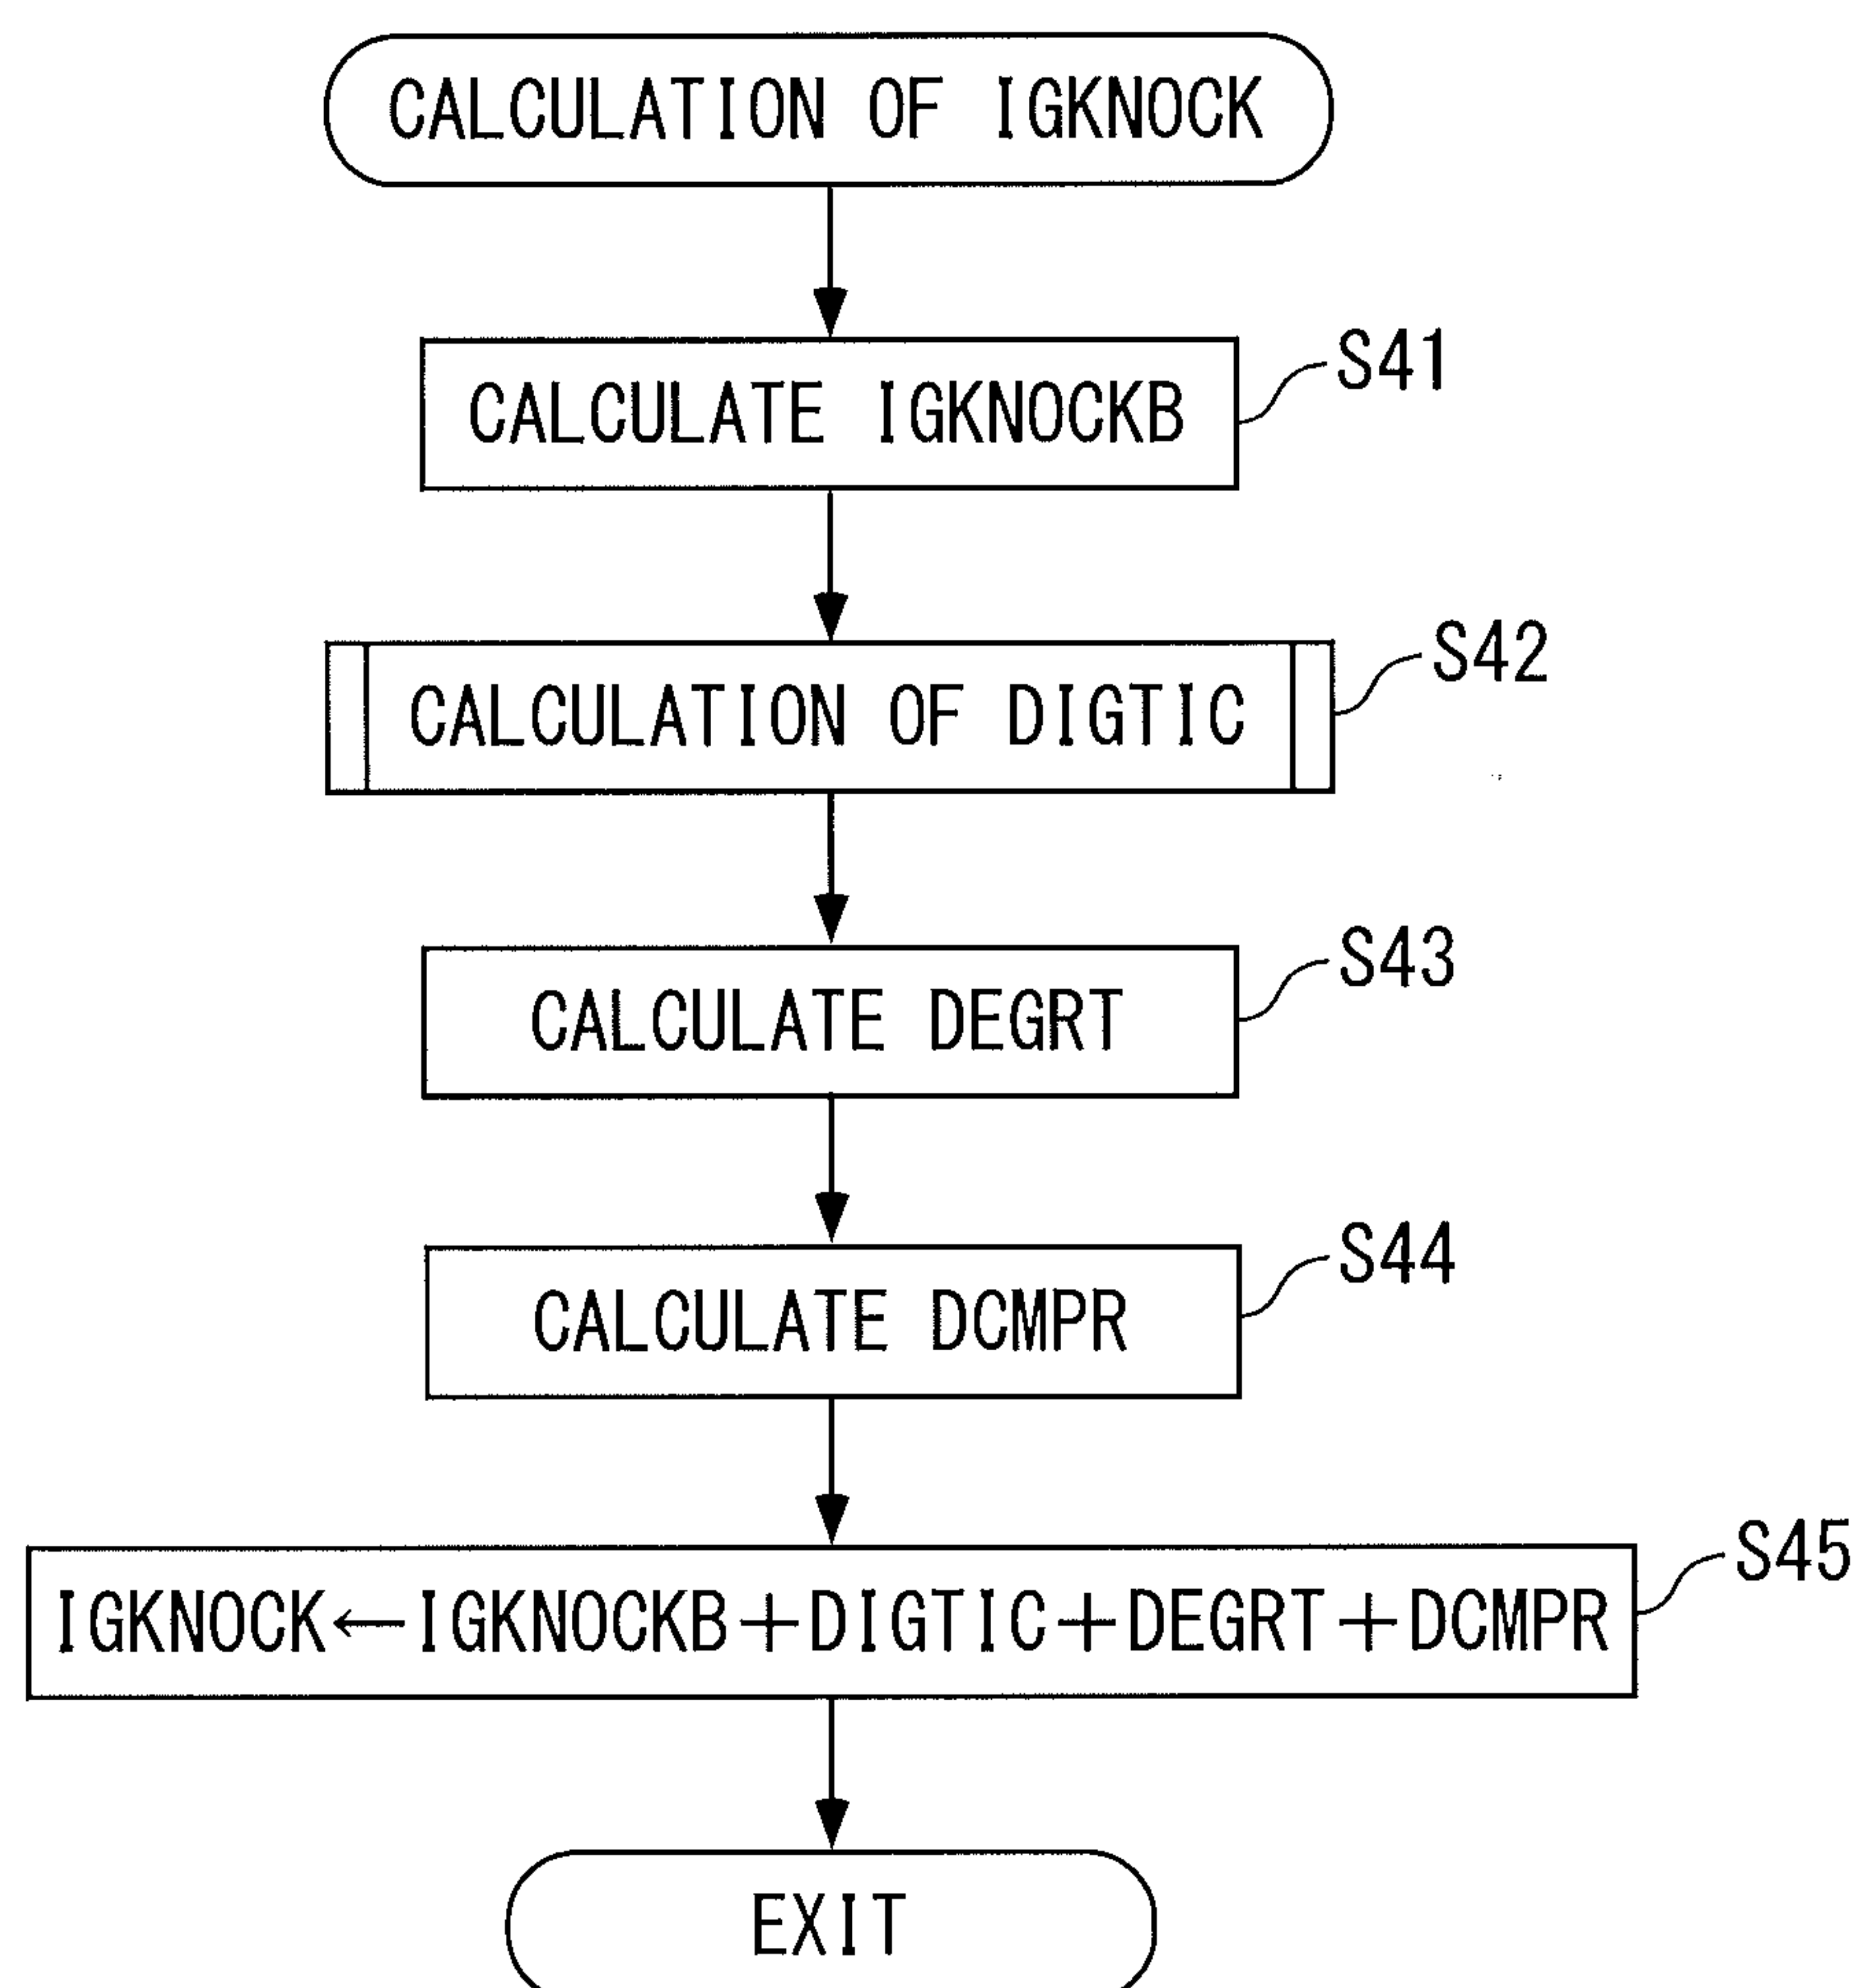 CALCULATION OF IGKNOCK
S41
CALCULATE IGKNOCKB
S42
CALCULATION OF DIGTIC
S43
CALCULATE DEGRT
S44
CALCULATE DCMPR
S45
IGKNOCK←IGKNOCKB+DIGTIC+DEGRT+DCMPR
EXIT